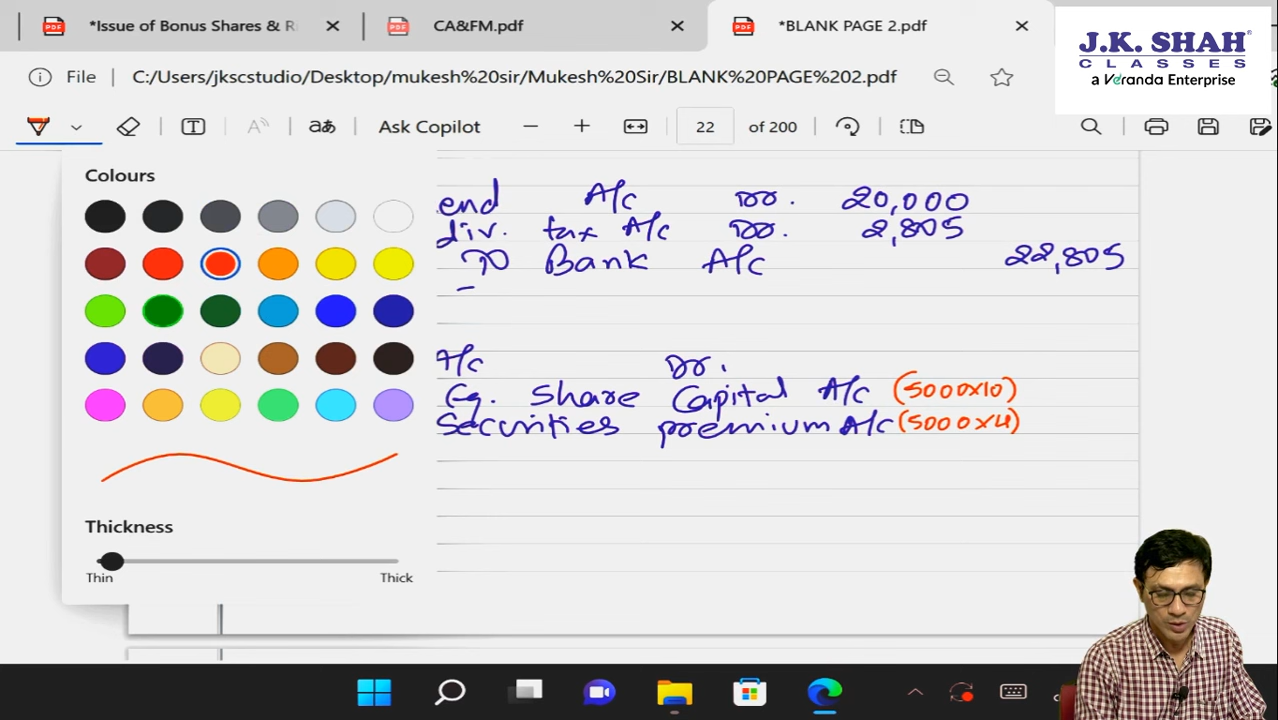 *Issue of Bonus Shares & R
CA&FM.pdf
*BLANK PAGE 2.pdf
J.K. SHAH®
CLASSES
a Veranda Enterprise
File
C:/Users/jkscstudio/Desktop/mukesh%20sir/Mukesh%20Sir/BLANK%20PAGE%202.pdf
aあ
Ask Copilot
22
of 200
Colours
end A/c Dr. 20,000
div. tax A/c Dr. 2,805
To Bank A/c 22,805
A/c Dr.
Eq. Share Capital A/c (5000x10)
Securities premium A/c (5000x4)
Thickness
Thin
Thick